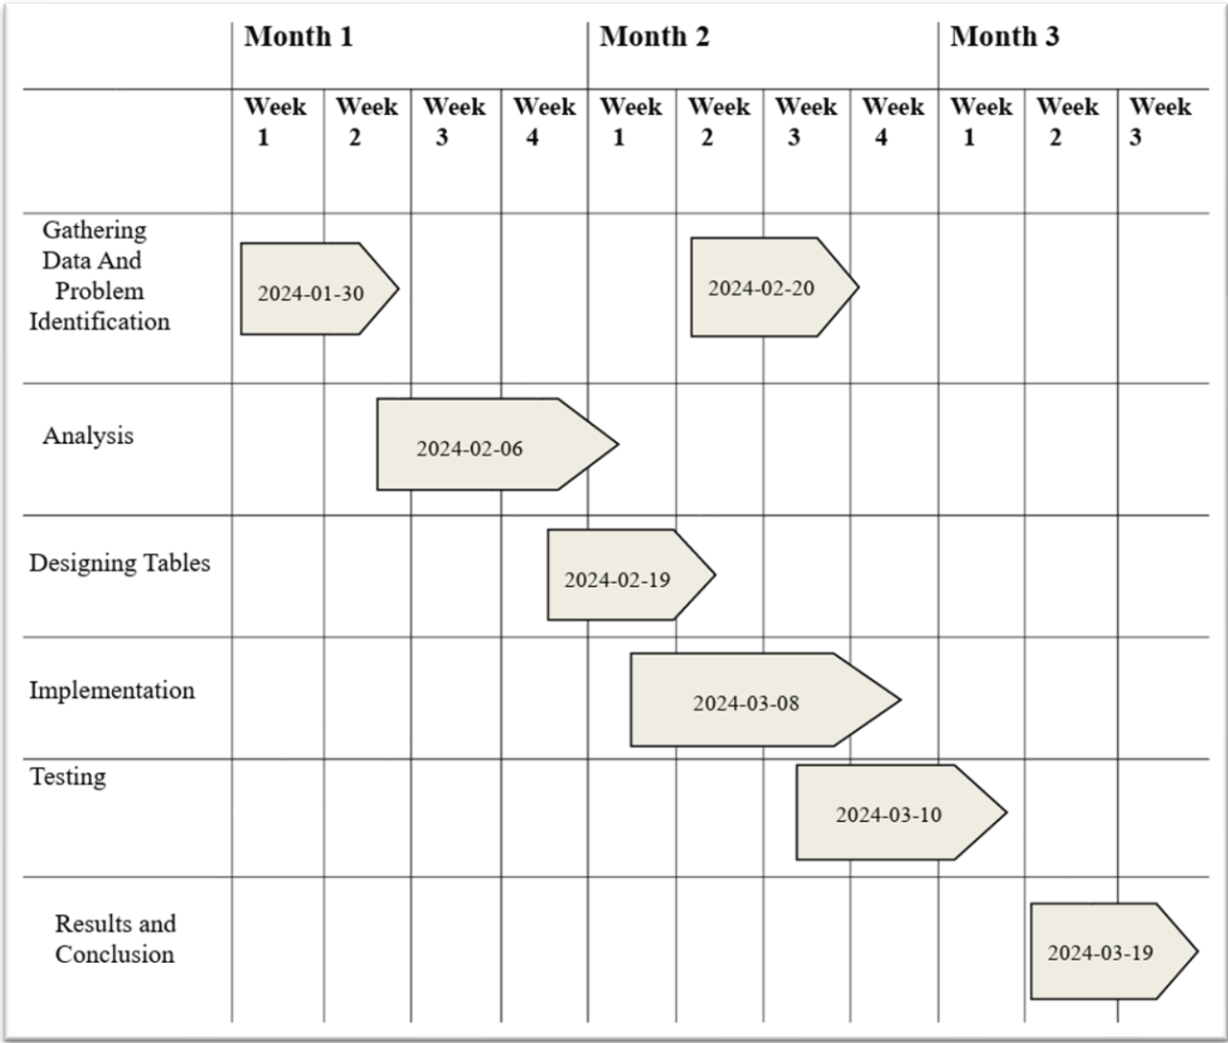 Month 1 Month 2 Month 3
Week Week Week Week Week Week Week Week Week Week Week
1 2 3 4 1 2 3 4 1 2 3
Gathering
Data And
Problem
Identification
2024-01-30 2024-02-20
Analysis
2024-02-06
Designing Tables
2024-02-19
Implementation
2024-03-08
Testing
2024-03-10
Results and
Conclusion
2024-03-19